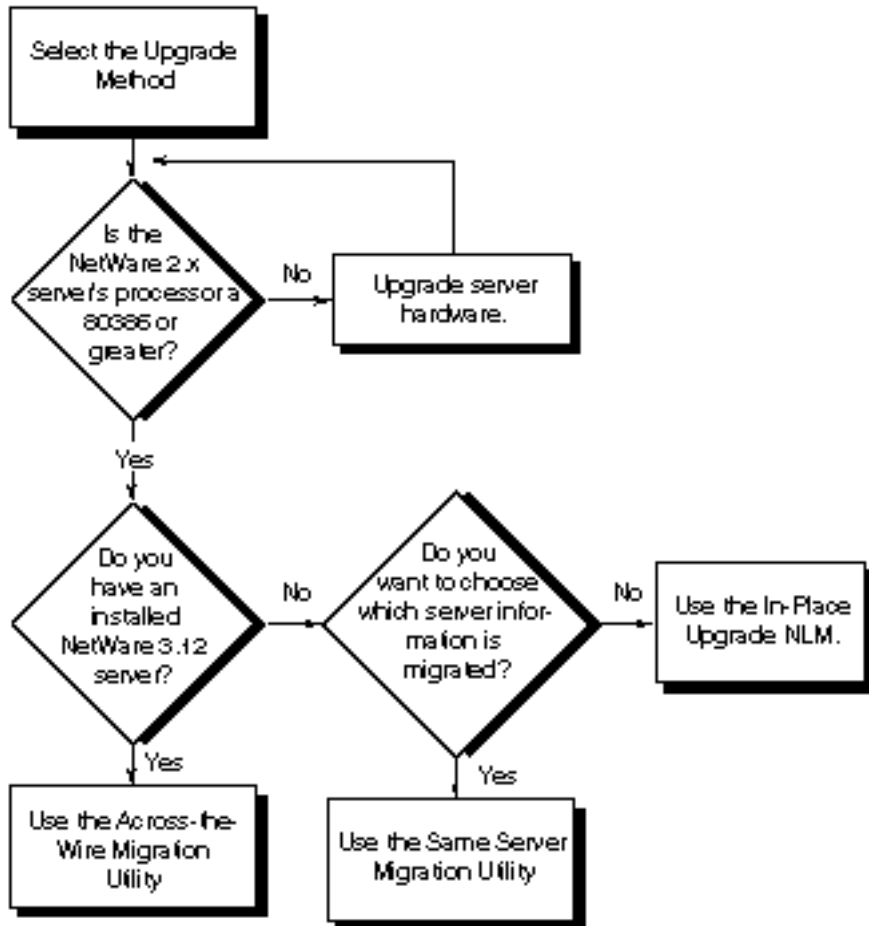 Select the Upgrade
Method
Is the
NetWare 2.x
server's processor a
80386 or
greater?
No
Upgrade server
hardware.
Yes
Do you
have an
installed
NetWare 3.12
server?
No
Do you
want to choose
which server infor-
mation is
migrated?
No
Use the In-Place
Upgrade NLM.
Yes
Use the Across-the-
Wire Migration
Utility
Yes
Use the Same Server
Migration Utility